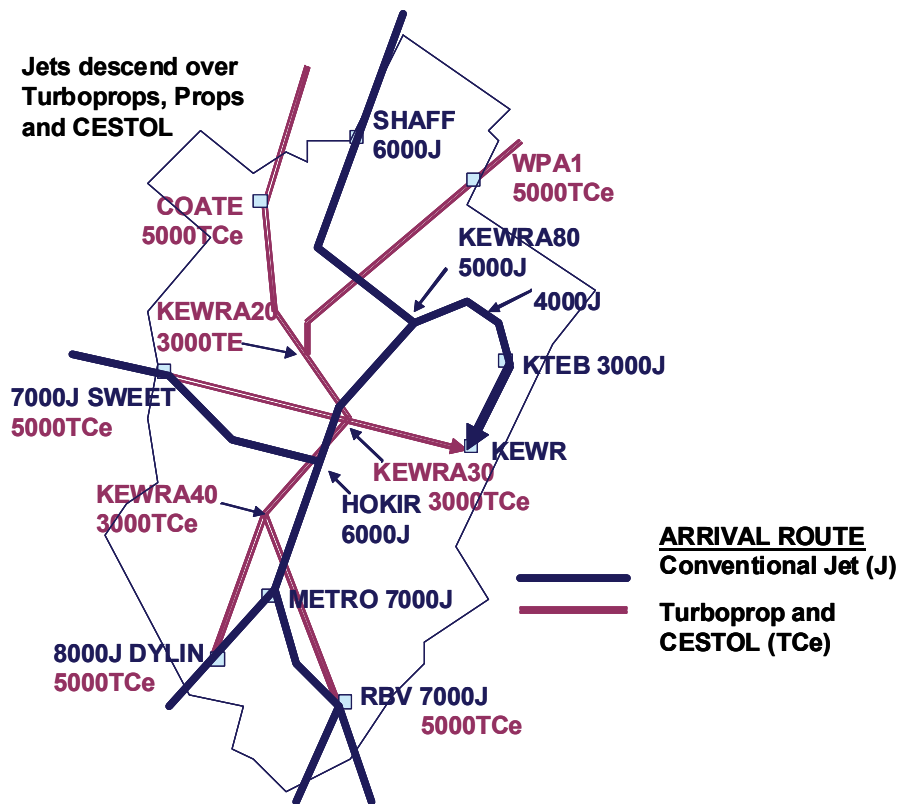 Jets descend over
Turboprops, Props
and CESTOL
SHAFF
6000J
WPA1
5000TCe
COATE
5000TCe
KEWRA80
5000J
4000J
KEWRA20
3000TE
KTEB 3000J
7000J SWEET
5000TCe
KEWR
KEWRA30
3000TCe
KEWRA40
3000TCe
HOKIR
6000J
ARRIVAL ROUTE
Conventional Jet (J)
Turboprop and
CESTOL (TCe)
METRO 7000J
8000J DYLIN
5000TCe
RBV 7000J
5000TCe